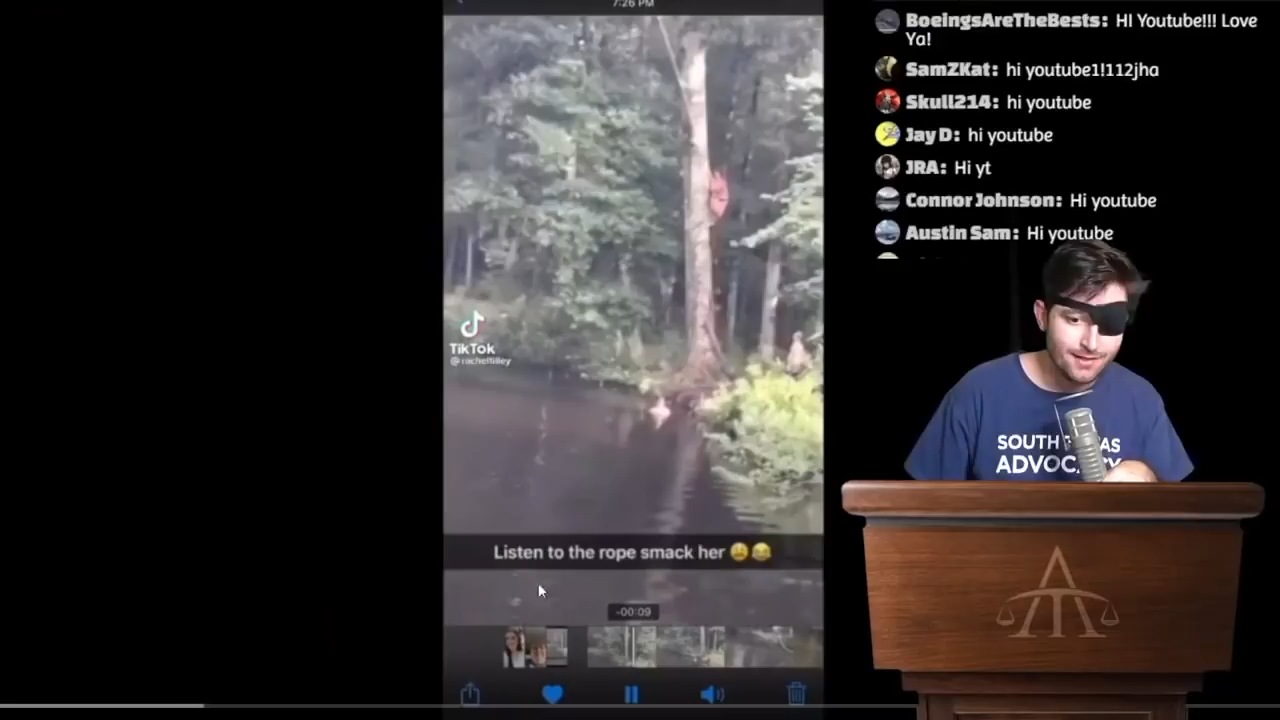 7:26 PM
TikTok
@racheltilley
Listen to the rope smack her 😩😂
-00:09
BoeingsAreTheBests: HI Youtube!!! Love
Ya!
SamZKat: hi youtube1!112jha
Skull214: hi youtube
Jay D: hi youtube
JRA: Hi yt
Connor Johnson: Hi youtube
Austin Sam: Hi youtube
SOUTH
ADVOCACY